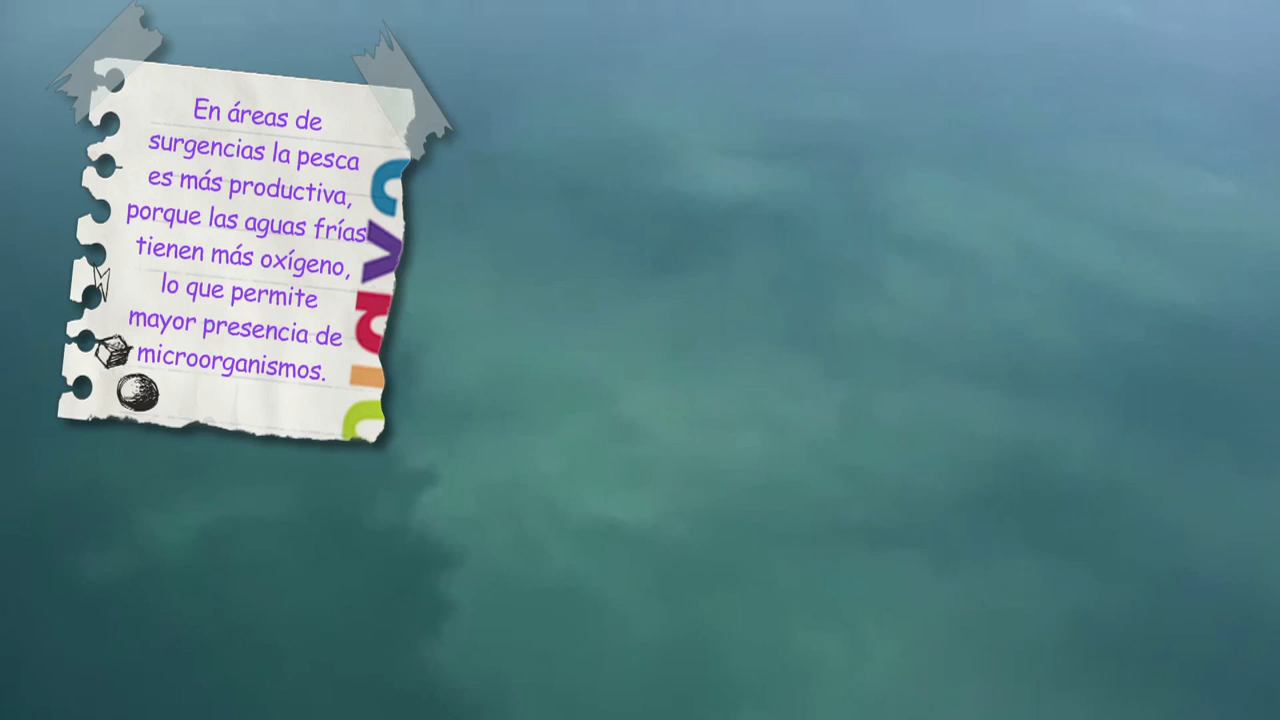 En áreas de
surgencias la pesca
es más productiva,
porque las aguas frías
tienen más oxígeno,
lo que permite
mayor presencia de
microorganismos.